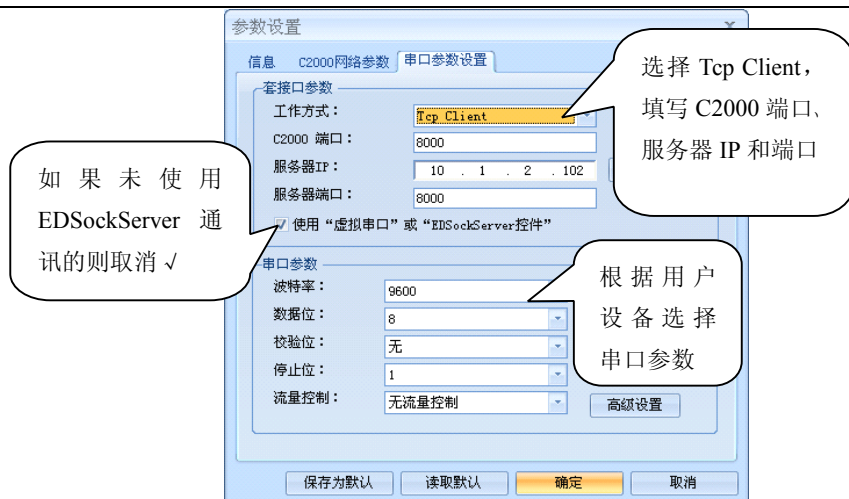 参数设置
信息 C2000网络参数 串口参数设置
套接口参数
工作方式： Tcp Client
C2000 端口： 8000
服务器IP： 10 . 1 . 2 . 102
服务器端口： 8000
使用“虚拟串口”或“EDSockServer控件”
串口参数
波特率： 9600
数据位： 8
校验位： 无
停止位： 1
流量控制： 无流量控制
高级设置
保存为默认 读取默认 确定 取消
选择 Tcp Client，
填写 C2000 端口、
服务器 IP 和端口
如果未使用
EDSockServer 通
讯的则取消√
根据用户
设备选择
串口参数